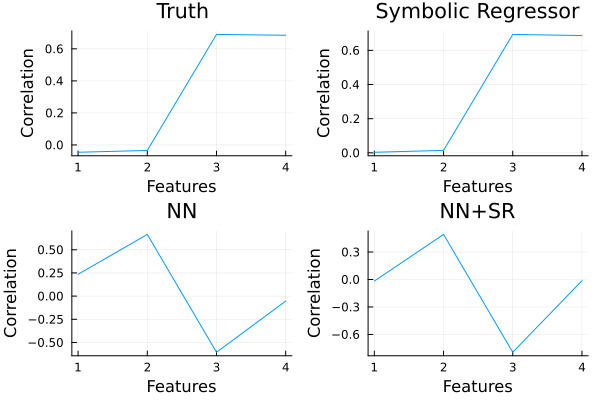 Truth
Correlation
0.6
0.4
0.2
0.0
1 2 3 4
Features
Symbolic Regressor
Correlation
0.6
0.4
0.2
0.0
1 2 3 4
Features
NN
Correlation
0.50
0.25
0.00
−0.25
−0.50
1 2 3 4
Features
NN+SR
Correlation
0.3
0.0
−0.3
−0.6
1 2 3 4
Features